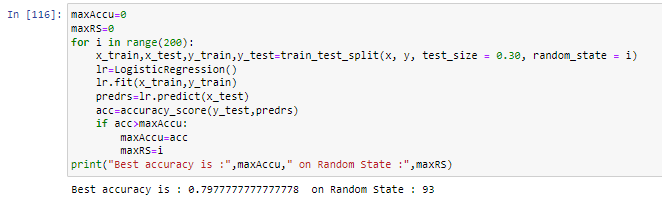 In [116]: maxAccu=0
maxRS=0
for i in range(200):
    x_train,x_test,y_train,y_test=train_test_split(x, y, test_size = 0.30, random_state = i)
    lr=LogisticRegression()
    lr.fit(x_train,y_train)
    predrs=lr.predict(x_test)
    acc=accuracy_score(y_test,predrs)
    if acc>maxAccu:
        maxAccu=acc
        maxRS=i
print("Best accuracy is :",maxAccu," on Random State :",maxRS)
Best accuracy is : 0.7977777777777778  on Random State : 93